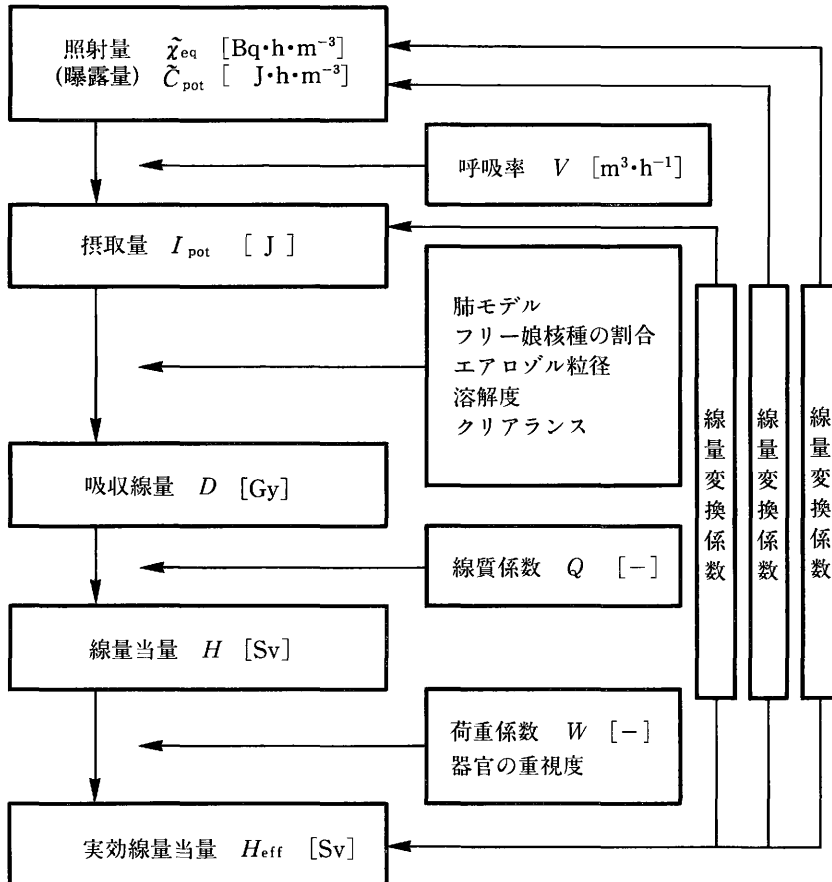 照射量 χ̃eq [Bq・h・m⁻³]
(曝露量) C̃pot [ J・h・m⁻³]
呼吸率 V [m³・h⁻¹]
摂取量 Ipot [ J ]
肺モデル
フリー娘核種の割合
エアロゾル粒径
溶解度
クリアランス
吸収線量 D [Gy]
線質係数 Q [−]
線量当量 H [Sv]
荷重係数 W [−]
器官の重視度
実効線量当量 Heff [Sv]
線量変換係数
線量変換係数
線量変換係数